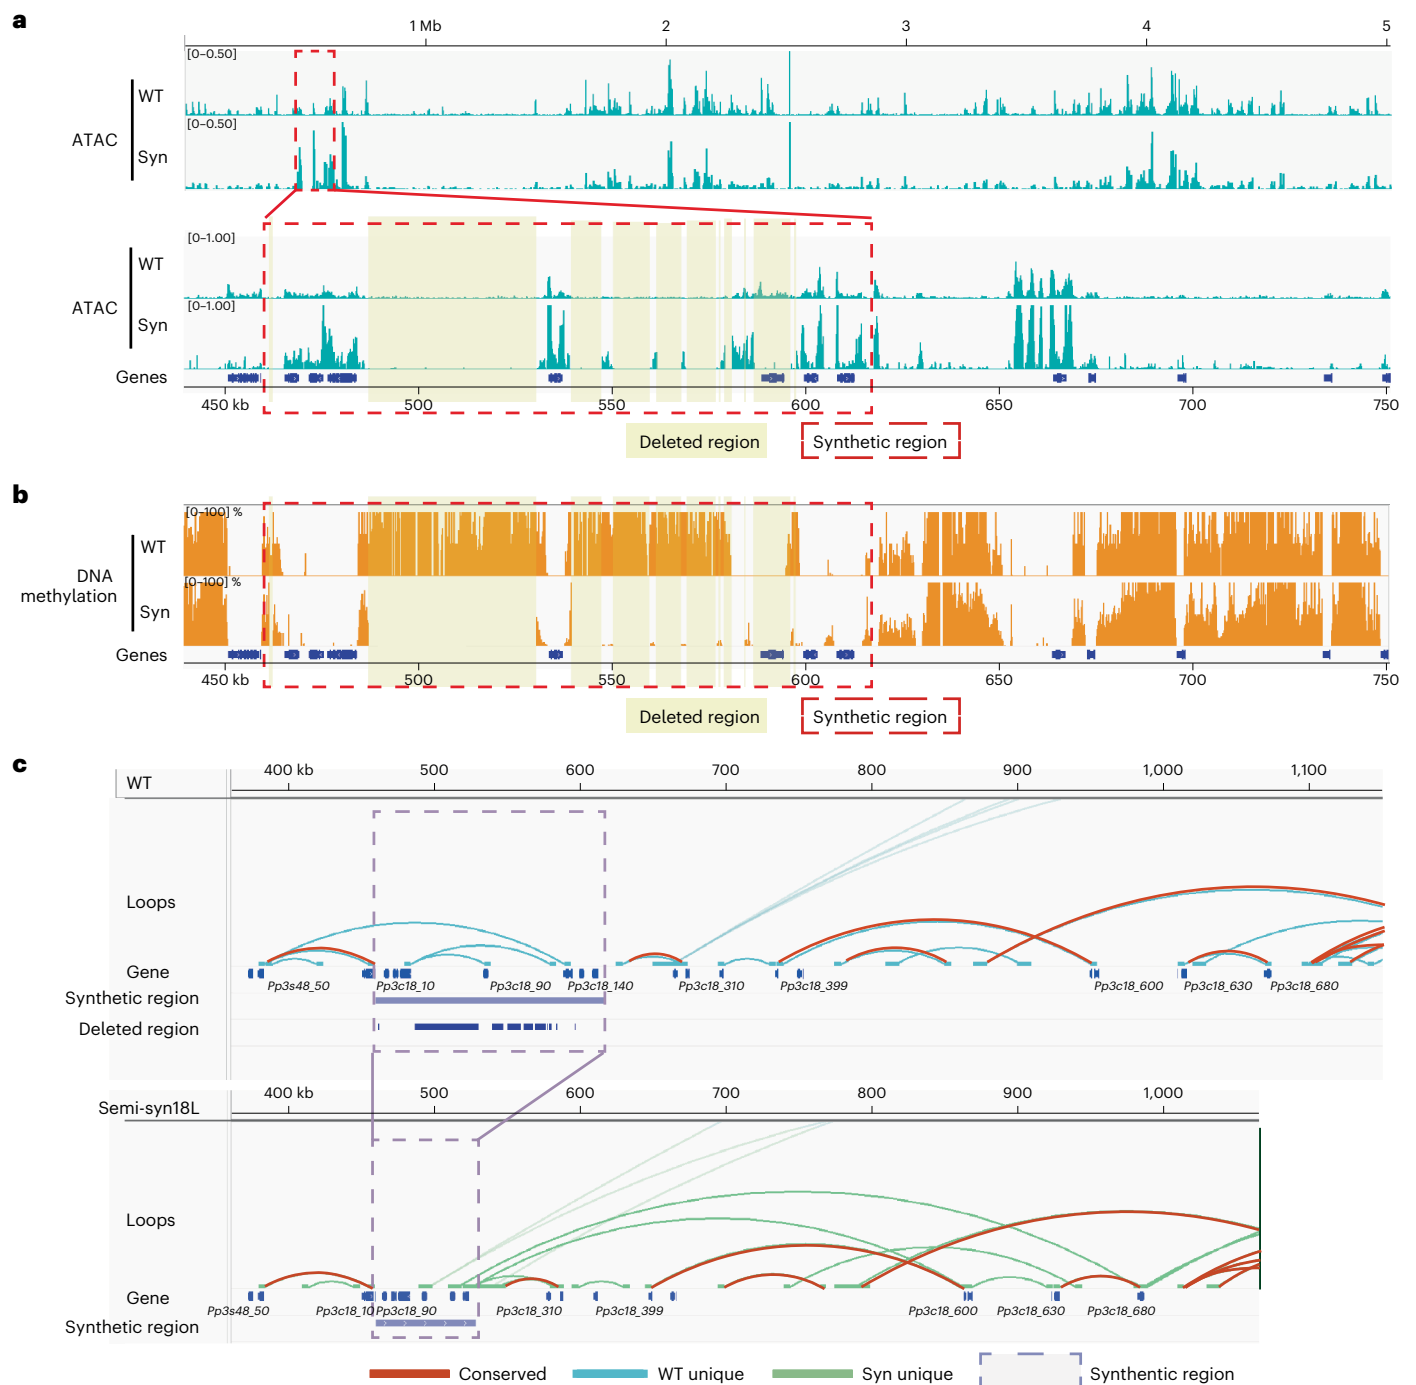 a
1 Mb 2 3 4 5
[0–0.50]
WT
[0–0.50]
ATAC
Syn
[0–1.00]
WT
[0–1.00]
ATAC
Syn
Genes
450 kb 500 550 600 650 700 750
Deleted region Synthetic region
b
[0–100] %
WT
[0–100] %
DNA
methylation
Syn
Genes
450 kb 500 550 600 650 700 750
Deleted region Synthetic region
c
WT 400 kb 500 600 700 800 900 1,000 1,100
Loops
Gene
Pp3s48_50 Pp3c18_10 Pp3c18_90 Pp3c18_140 Pp3c18_310 Pp3c18_399 Pp3c18_600 Pp3c18_630 Pp3c18_680
Synthetic region
Deleted region
Semi-syn18L 400 kb 500 600 700 800 900 1,000
Loops
Gene
Pp3s48_50 Pp3c18_10 Pp3c18_90 Pp3c18_310 Pp3c18_399 Pp3c18_600 Pp3c18_630 Pp3c18_680
Synthetic region
Conserved WT unique Syn unique Synthentic region